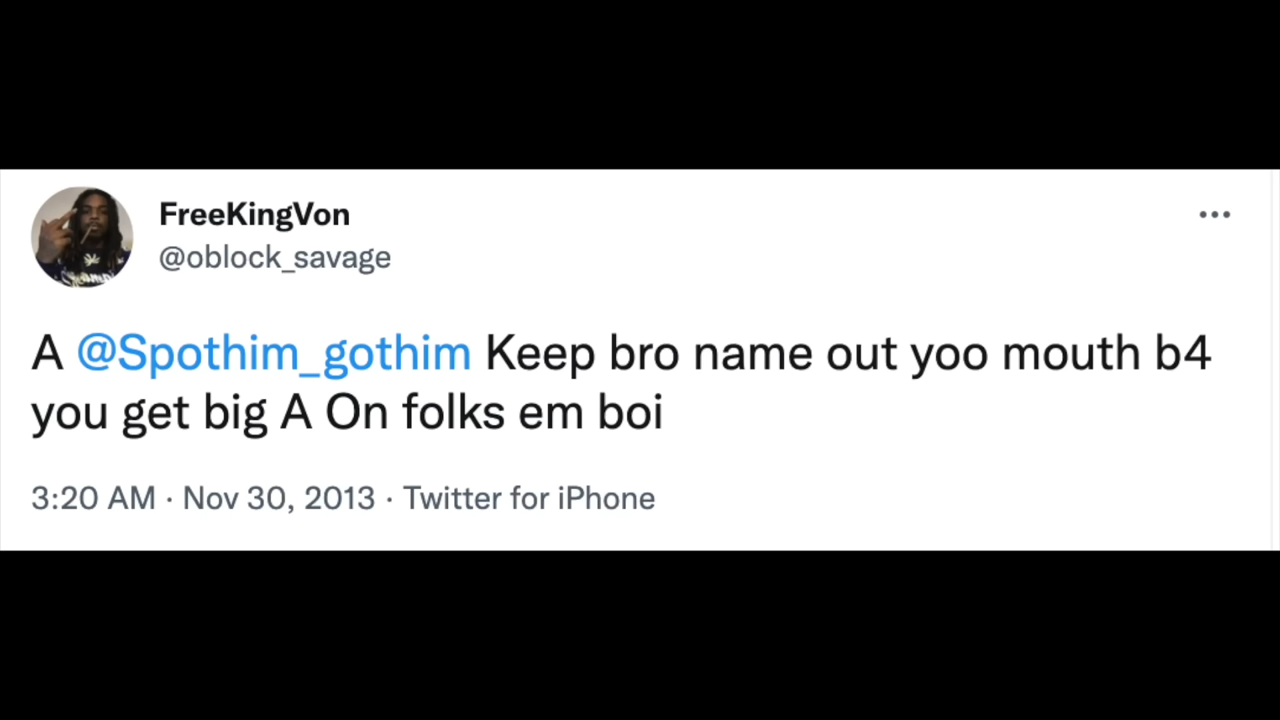 FreeKingVon
@oblock_savage
A @Spothim_gothim Keep bro name out yoo mouth b4
you get big A On folks em boi
3:20 AM · Nov 30, 2013 · Twitter for iPhone